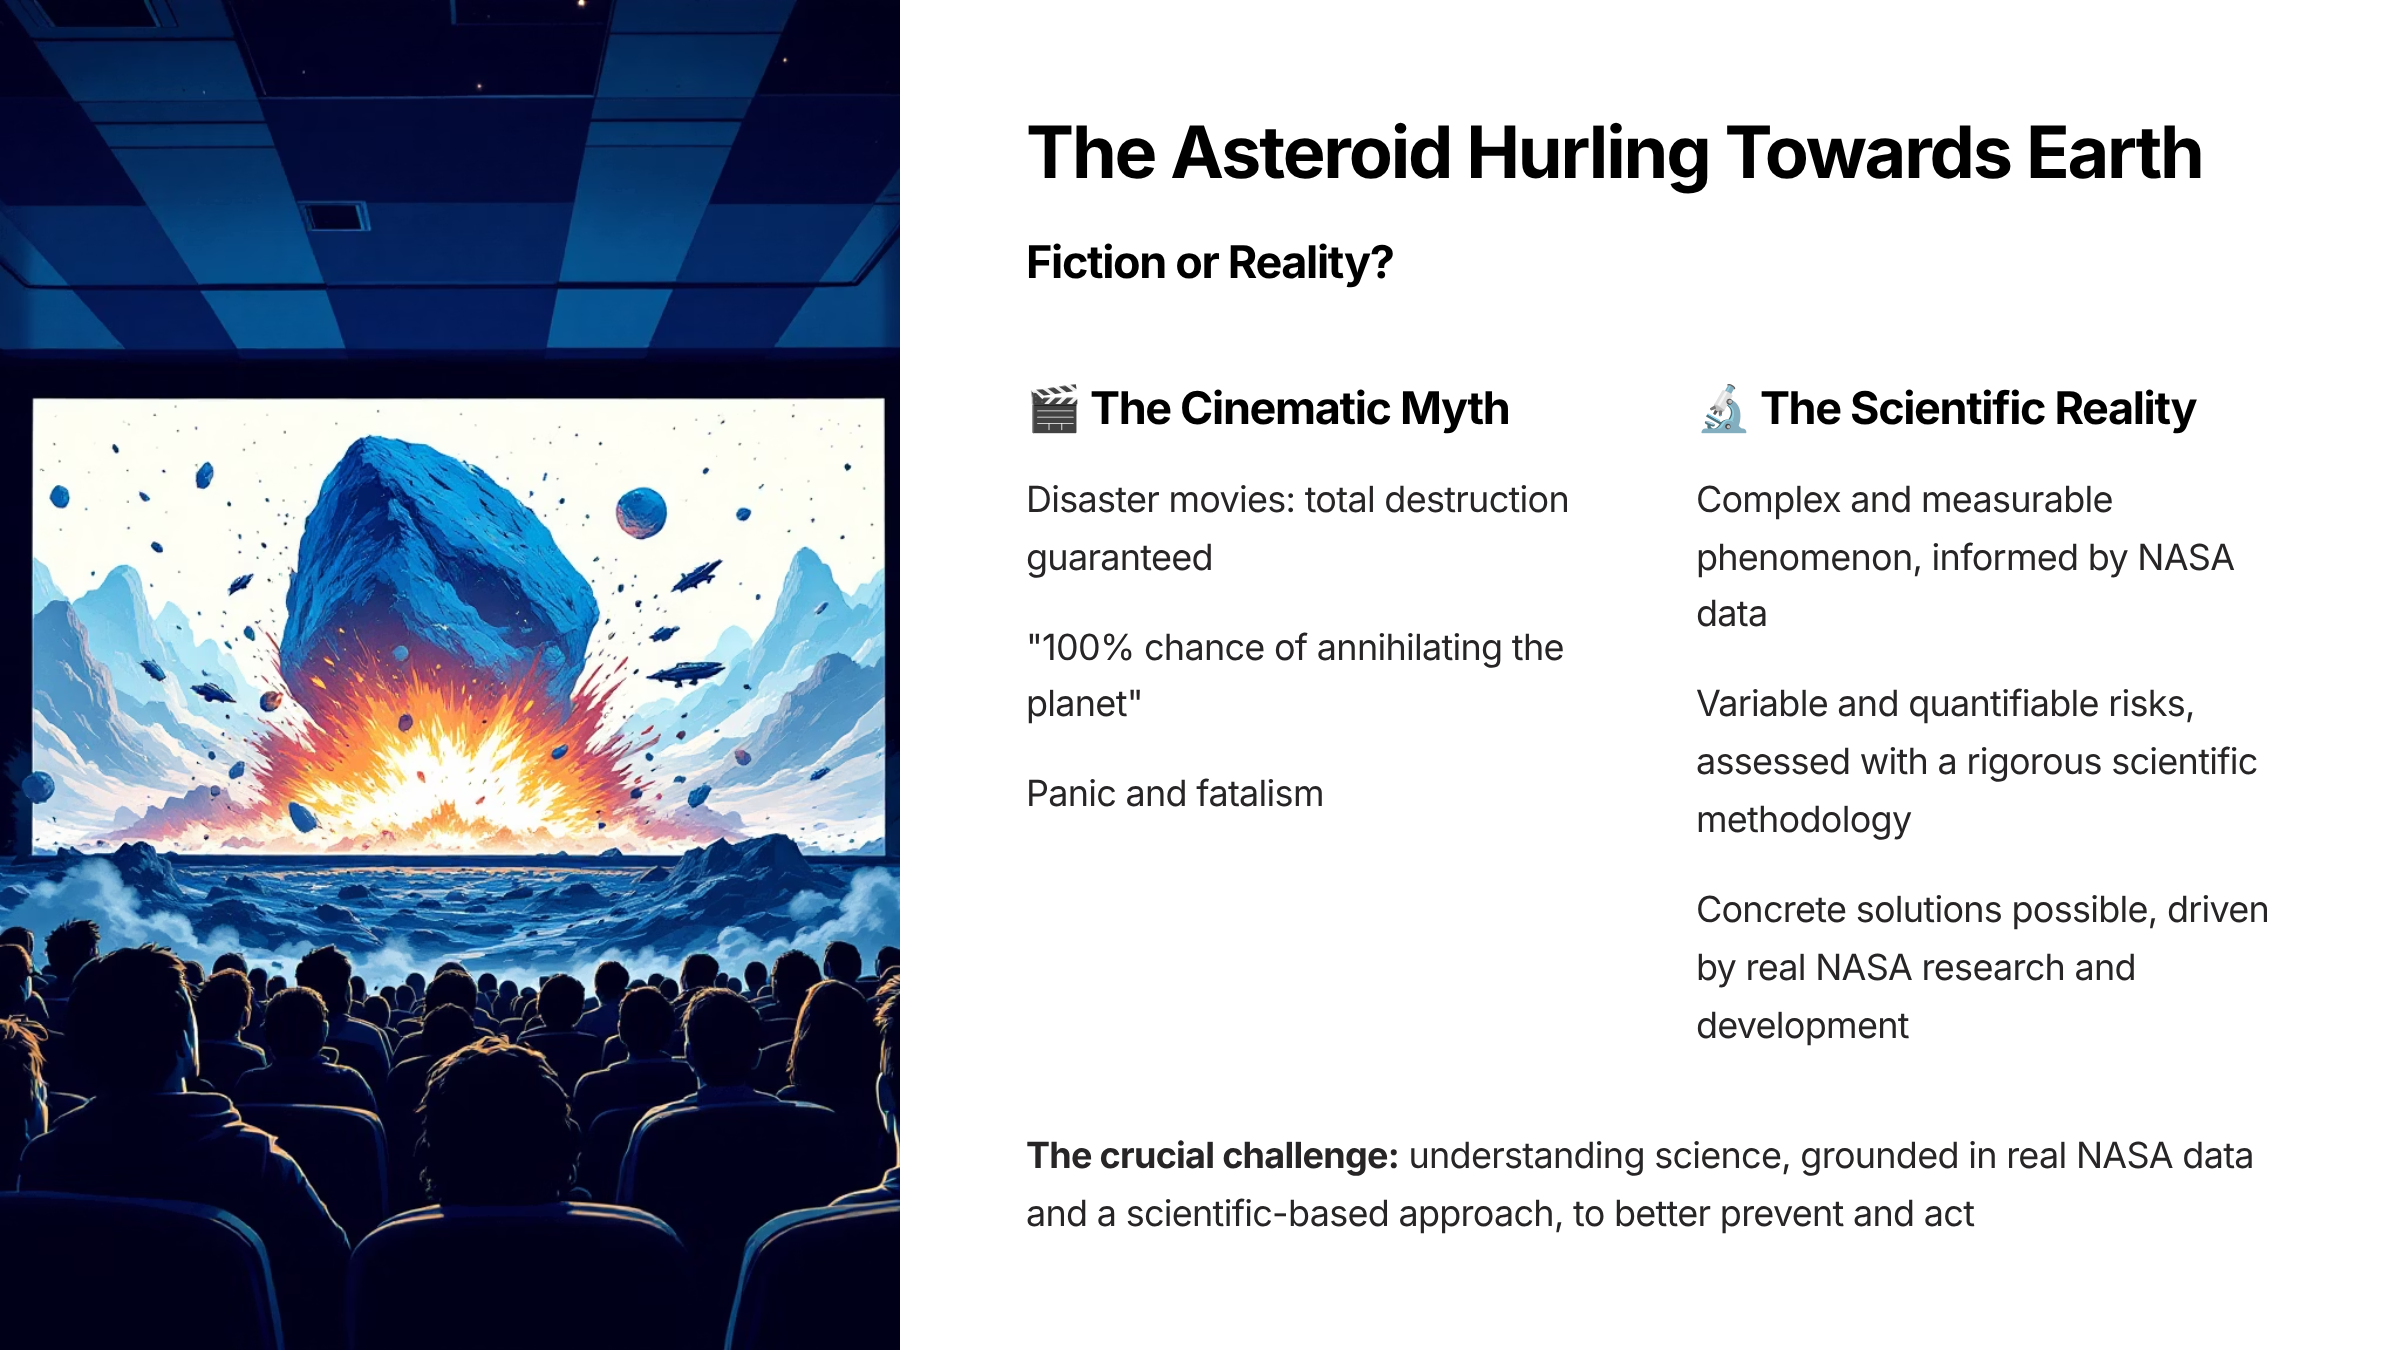 The Asteroid Hurling Towards Earth
Fiction or Reality?
🎬 The Cinematic Myth
Disaster movies: total destruction
guaranteed
"100% chance of annihilating the
planet"
Panic and fatalism
🔬 The Scientific Reality
Complex and measurable
phenomenon, informed by NASA
data
Variable and quantifiable risks,
assessed with a rigorous scientific
methodology
Concrete solutions possible, driven
by real NASA research and
development
The crucial challenge: understanding science, grounded in real NASA data
and a scientific-based approach, to better prevent and act